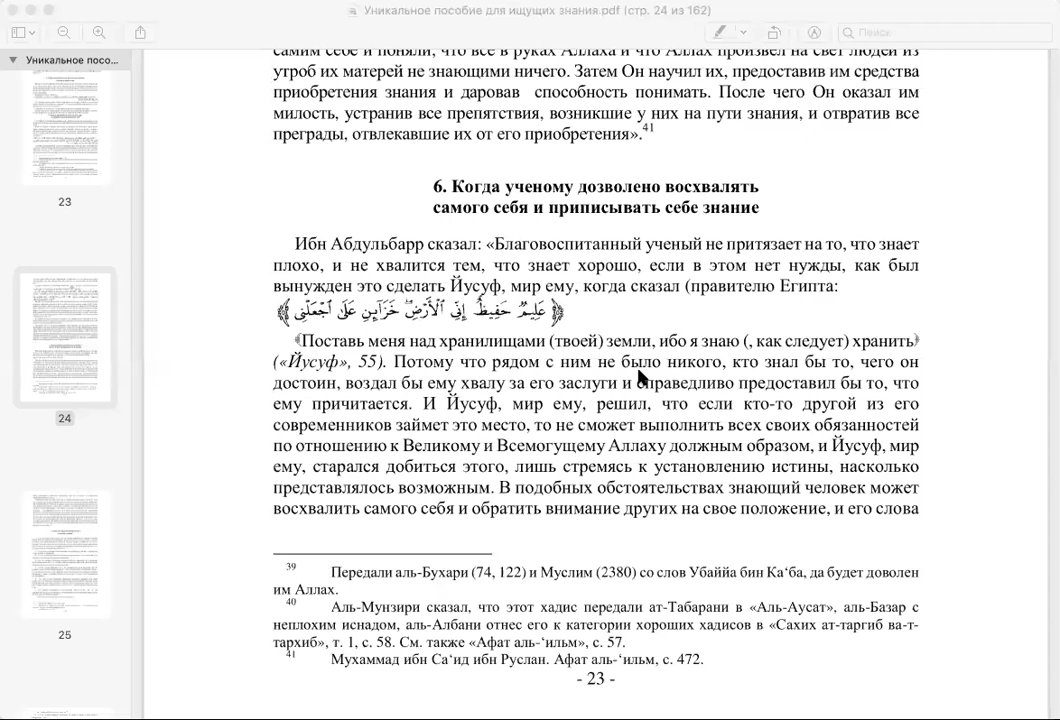 Уникальное пособие для ищущих знания.pdf (стр. 24 из 162)
Поиск
Уникальное посо...
23
24
25
самим себе и поняли, что все в руках Аллаха и что Аллах произвел на свет людей из
утроб их матерей не знающими ничего. Затем Он научил их, предоставив им средства
приобретения знания и даровав способность понимать. После чего Он оказал им
милость, устранив все препятствия, возникшие у них на пути знания, и отвратив все
преграды, отвлекавшие их от его приобретения».41
6. Когда ученому дозволено восхвалять
самого себя и приписывать себе знание
Ибн Абдульбарр сказал: «Благовоспитанный ученый не притязает на то, что знает
плохо, и не хвалится тем, что знает хорошо, если в этом нет нужды, как был
вынужден это сделать Йусуф, мир ему, когда сказал (правителю Египта:
﴿عَلِيمٌ حَفِيظٌ إِنِّي ٱلْأَرْضِ خَزَآئِنِ عَلَىٰ ٱجْعَلْنِي﴾
﴾Поставь меня над хранилищами (твоей) земли, ибо я знаю (, как следует) хранить﴿
(«Йусуф», 55). Потому что рядом с ним не было никого, кто знал бы то, чего он
достоин, воздал бы ему хвалу за его заслуги и справедливо предоставил бы то, что
ему причитается. И Йусуф, мир ему, решил, что если кто-то другой из его
современников займет это место, то не сможет выполнить всех своих обязанностей
по отношению к Великому и Всемогущему Аллаху должным образом, и Йусуф, мир
ему, старался добиться этого, лишь стремясь к установлению истины, насколько
представлялось возможным. В подобных обстоятельствах знающий человек может
восхвалить самого себя и обратить внимание других на свое положение, и его слова
39 Передали аль-Бухари (74, 122) и Муслим (2380) со слов Убаййа бин Ка‘ба, да будет доволен
им Аллах.
40 Аль-Мунзири сказал, что этот хадис передали ат-Табарани в «Аль-Аусат», аль-Базар с
неплохим иснадом, аль-Албани отнес его к категории хороших хадисов в «Сахих ат-таргиб ва-т-
тархиб», т. 1, с. 58. См. также «Афат аль-‘ильм», с. 57.
41 Мухаммад ибн Са‘ид ибн Руслан. Афат аль-‘ильм, с. 472.
- 23 -